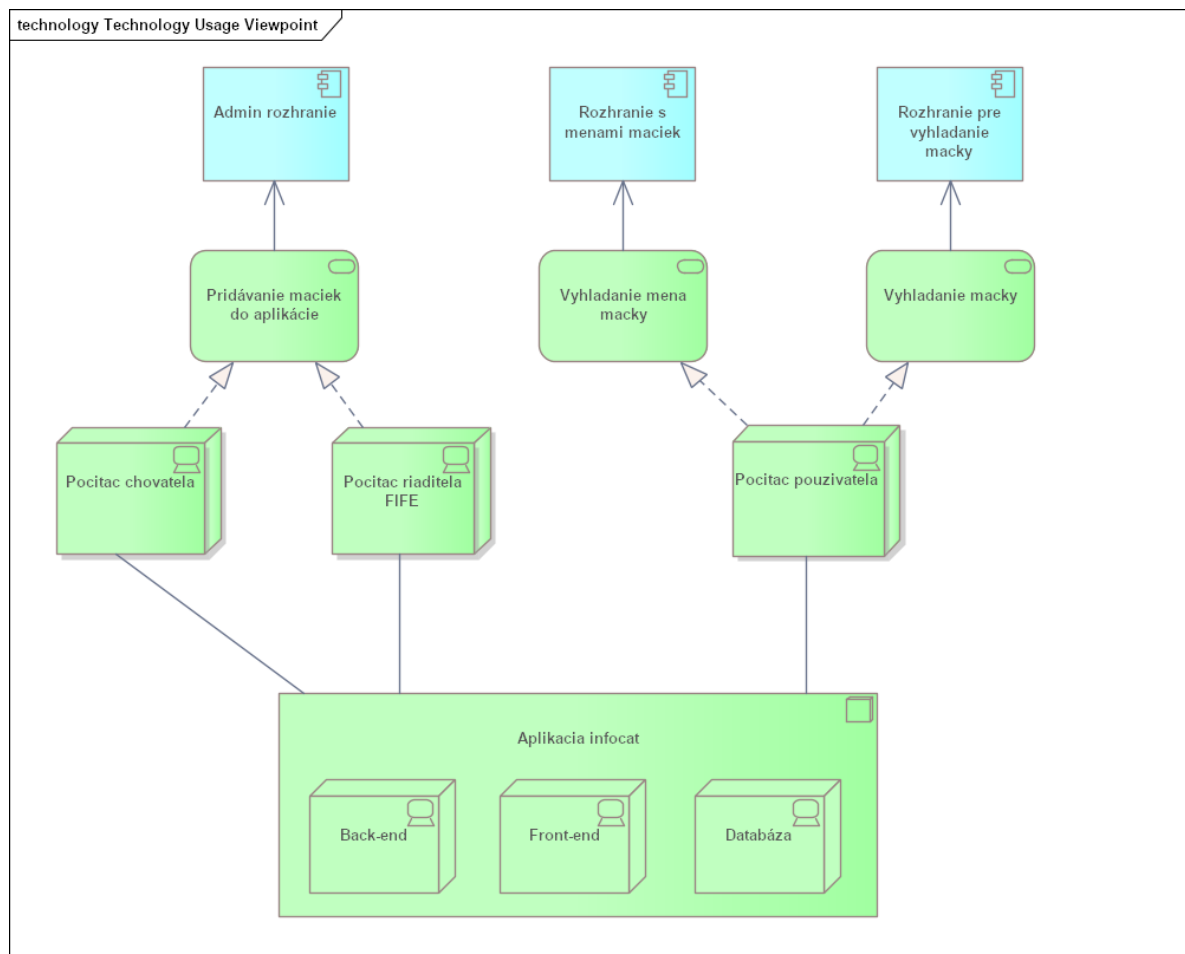 technology Technology Usage Viewpoint
Admin rozhranie
Rozhranie s
menami maciek
Rozhranie pre
vyhladanie
macky
Pridávanie maciek
do aplikácie
Vyhladanie mena
macky
Vyhladanie macky
Pocitac chovatela
Pocitac riaditela
FIFE
Pocitac pouzivatela
Aplikacia infocat
Back-end
Front-end
Databáza